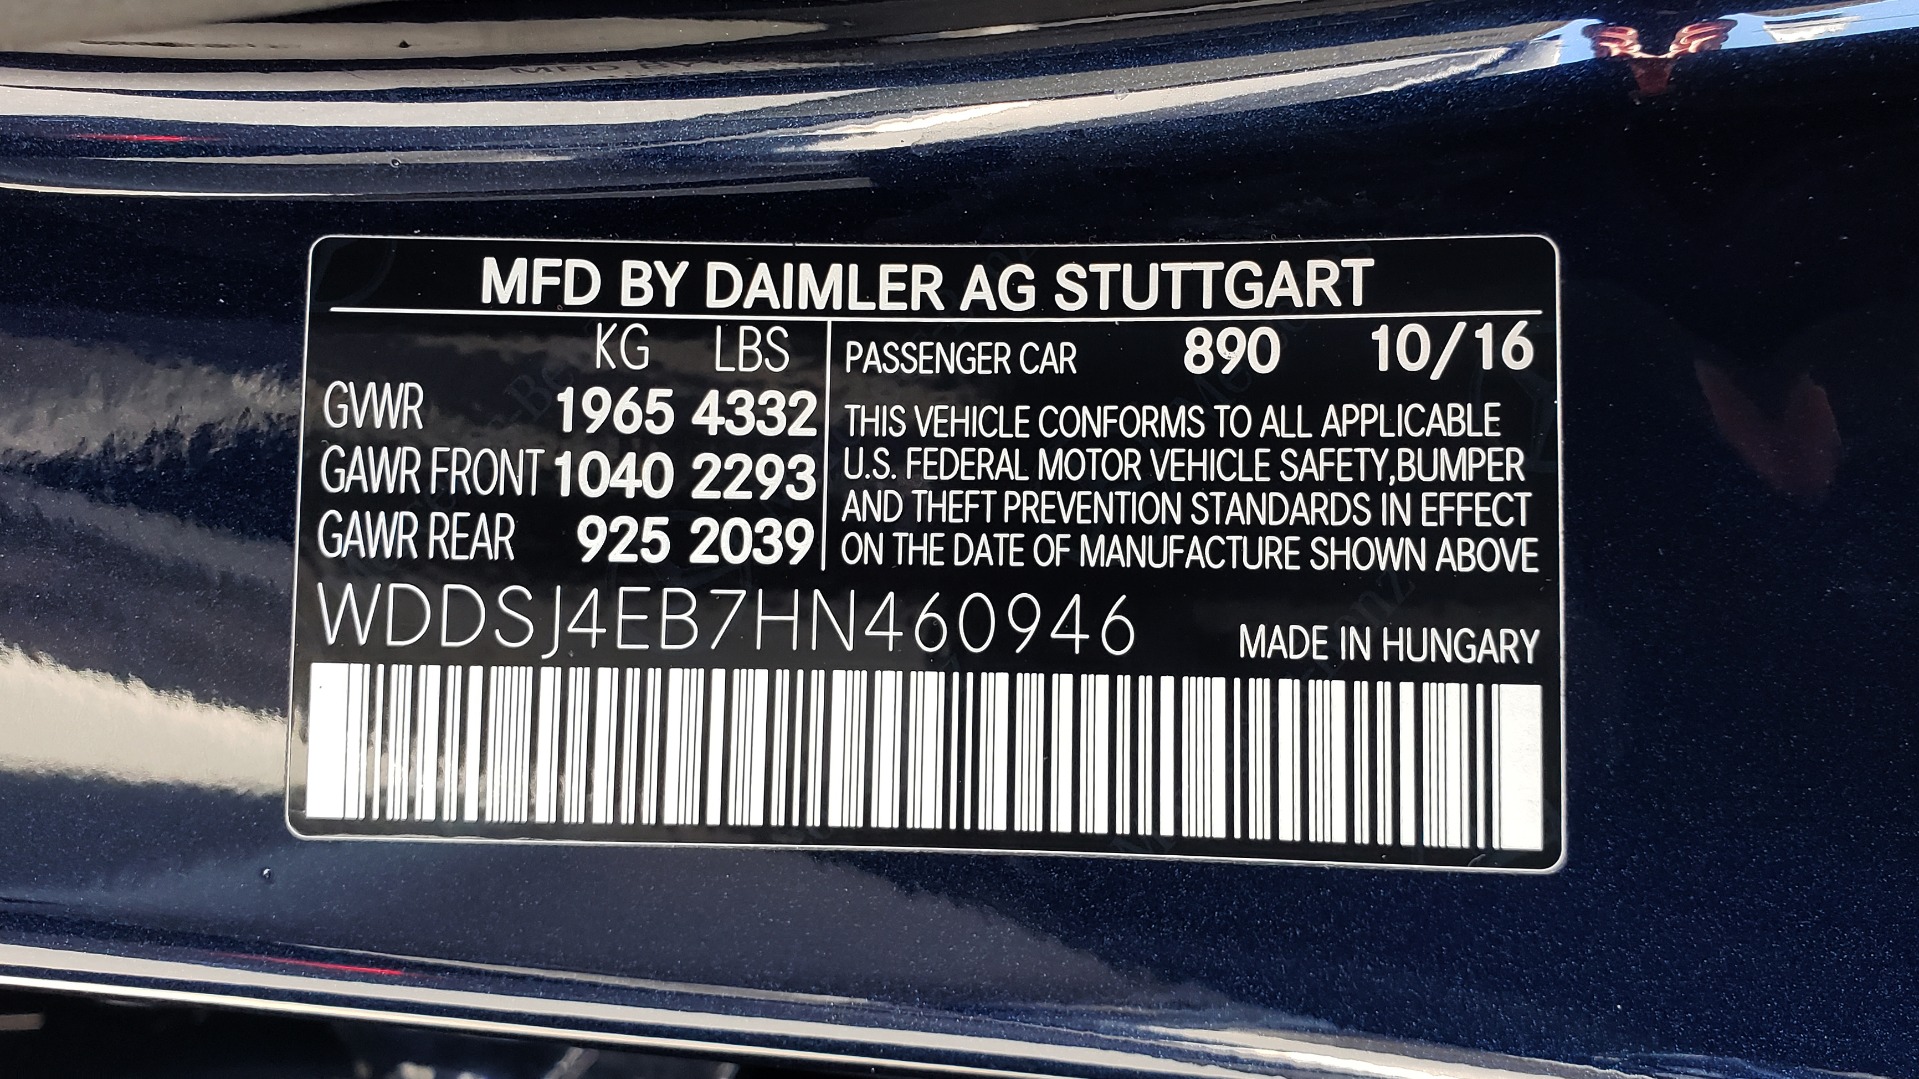 MFD BY DAIMLER AG STUTTGART
KG LBS
GVWR 1965 4332
GAWR FRONT 1040 2293
GAWR REAR 925 2039
PASSENGER CAR 890 10/16
THIS VEHICLE CONFORMS TO ALL APPLICABLE
U.S. FEDERAL MOTOR VEHICLE SAFETY,BUMPER
AND THEFT PREVENTION STANDARDS IN EFFECT
ON THE DATE OF MANUFACTURE SHOWN ABOVE
WDDSJ4EB7HN460946
MADE IN HUNGARY